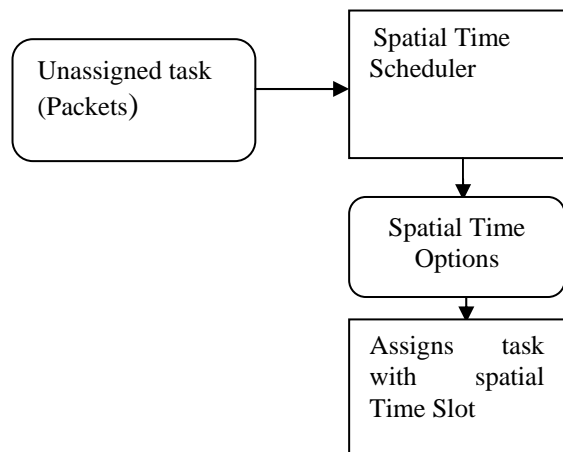 Unassigned task
(Packets)
Spatial Time
Scheduler
Spatial Time
Options
Assigns task
with spatial
Time Slot